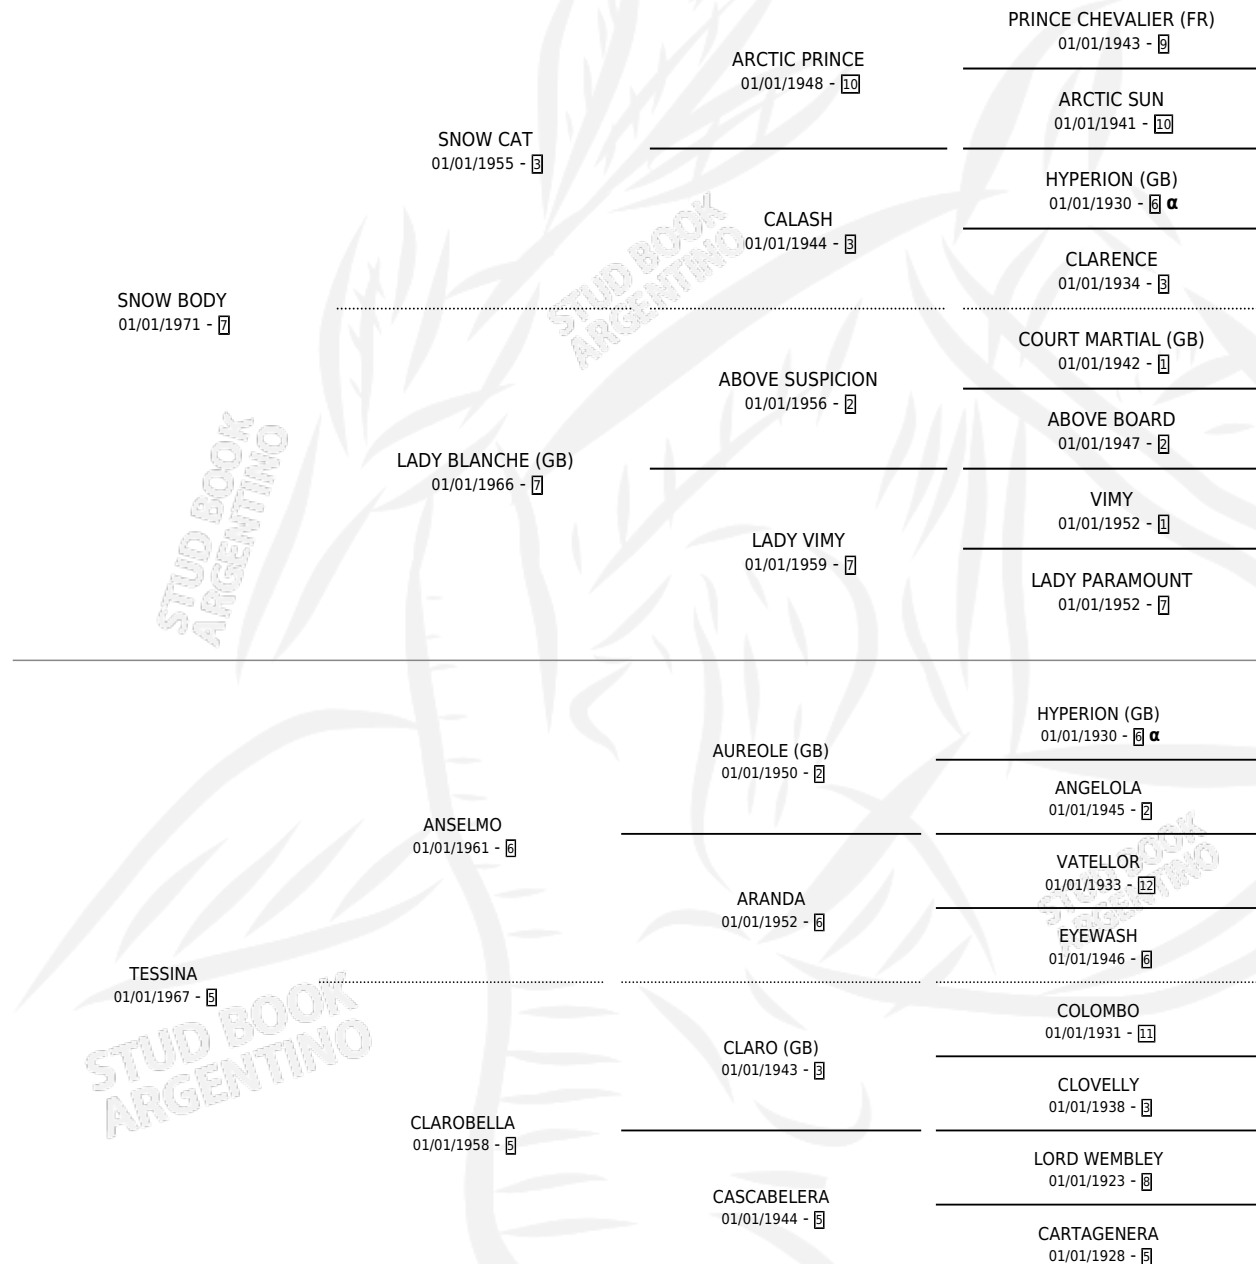 PRINCE CHEVALIER (FR)
01/01/1943 - 9
ARCTIC PRINCE
01/01/1948 - 10
ARCTIC SUN
01/01/1941 - 10
SNOW CAT
01/01/1955 - 3
HYPERION (GB)
01/01/1930 - 6 α
CALASH
01/01/1944 - 3
CLARENCE
01/01/1934 - 3
SNOW BODY
01/01/1971 - 7
COURT MARTIAL (GB)
01/01/1942 - 1
ABOVE SUSPICION
01/01/1956 - 2
ABOVE BOARD
01/01/1947 - 2
LADY BLANCHE (GB)
01/01/1966 - 7
VIMY
01/01/1952 - 1
LADY VIMY
01/01/1959 - 7
LADY PARAMOUNT
01/01/1952 - 7
HYPERION (GB)
01/01/1930 - 6 α
AUREOLE (GB)
01/01/1950 - 2
ANGELOLA
01/01/1945 - 2
ANSELMO
01/01/1961 - 6
VATELLOR
01/01/1933 - 12
ARANDA
01/01/1952 - 6
EYEWASH
01/01/1946 - 6
TESSINA
01/01/1967 - 5
COLOMBO
01/01/1931 - 11
CLARO (GB)
01/01/1943 - 3
CLOVELLY
01/01/1938 - 3
CLAROBELLA
01/01/1958 - 5
LORD WEMBLEY
01/01/1923 - 8
CASCABELERA
01/01/1944 - 5
CARTAGENERA
01/01/1928 - 5
STUD BOOK
ARGENTINO
STUD BOOK
ARGENTINO
STUD BOOK
ARGENTINO
STUD BOOK
ARGENTINO